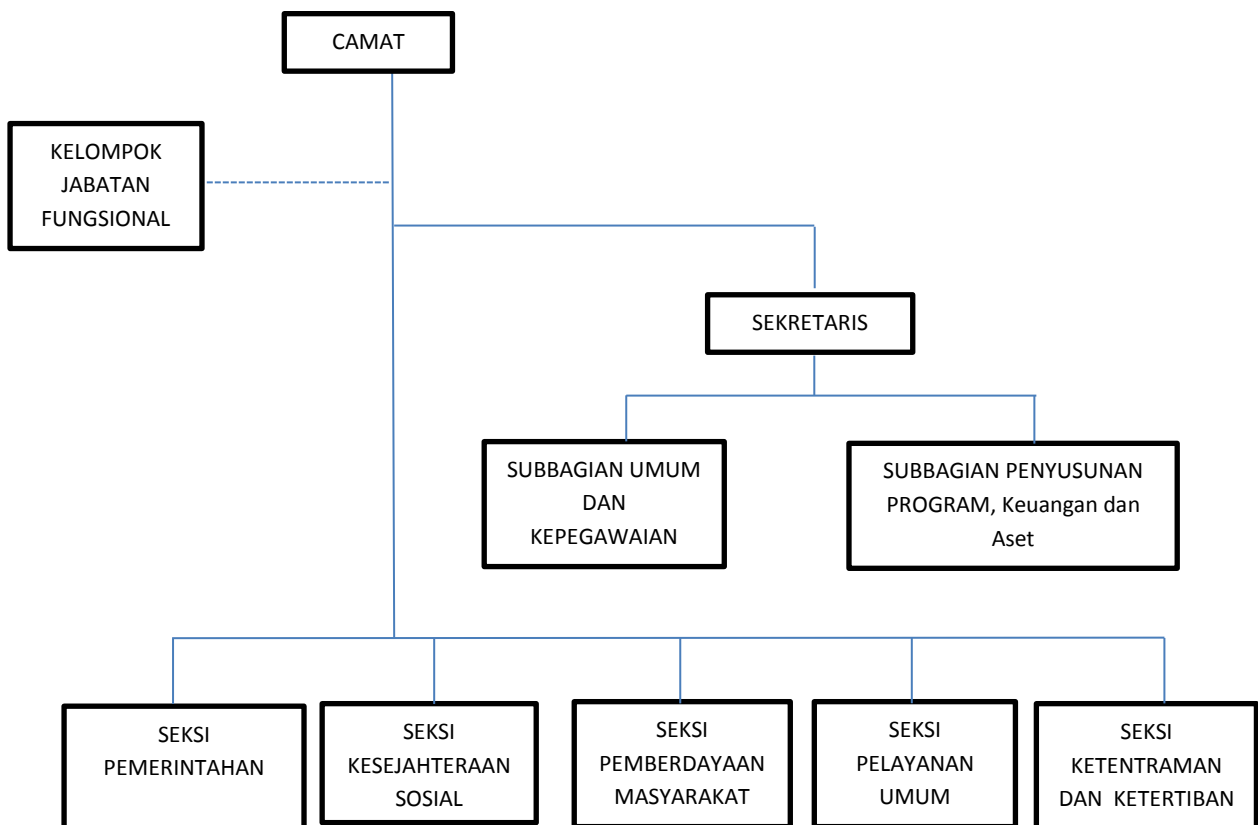 CAMAT
KELOMPOK
JABATAN
FUNGSIONAL
SEKRETARIS
SUBBAGIAN UMUM
DAN
KEPEGAWAIAN
SUBBAGIAN PENYUSUNAN
PROGRAM, Keuangan dan
Aset
SEKSI
PEMERINTAHAN
SEKSI
KESEJAHTERAAN
SOSIAL
SEKSI
PEMBERDAYAAN
MASYARAKAT
SEKSI
PELAYANAN
UMUM
SEKSI
KETENTRAMAN
DAN  KETERTIBAN